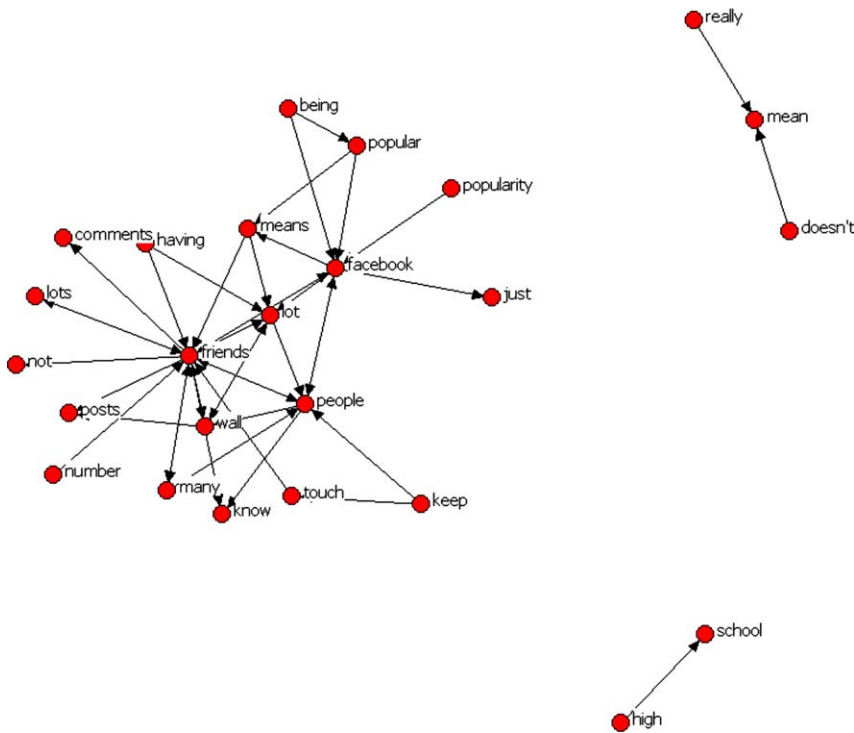 really
being
mean
popular
popularity
means
doesn't
comments
having
facebook
lots
just
lot
not
friends
people
posts
wall
number
many
touch
keep
know
school
high